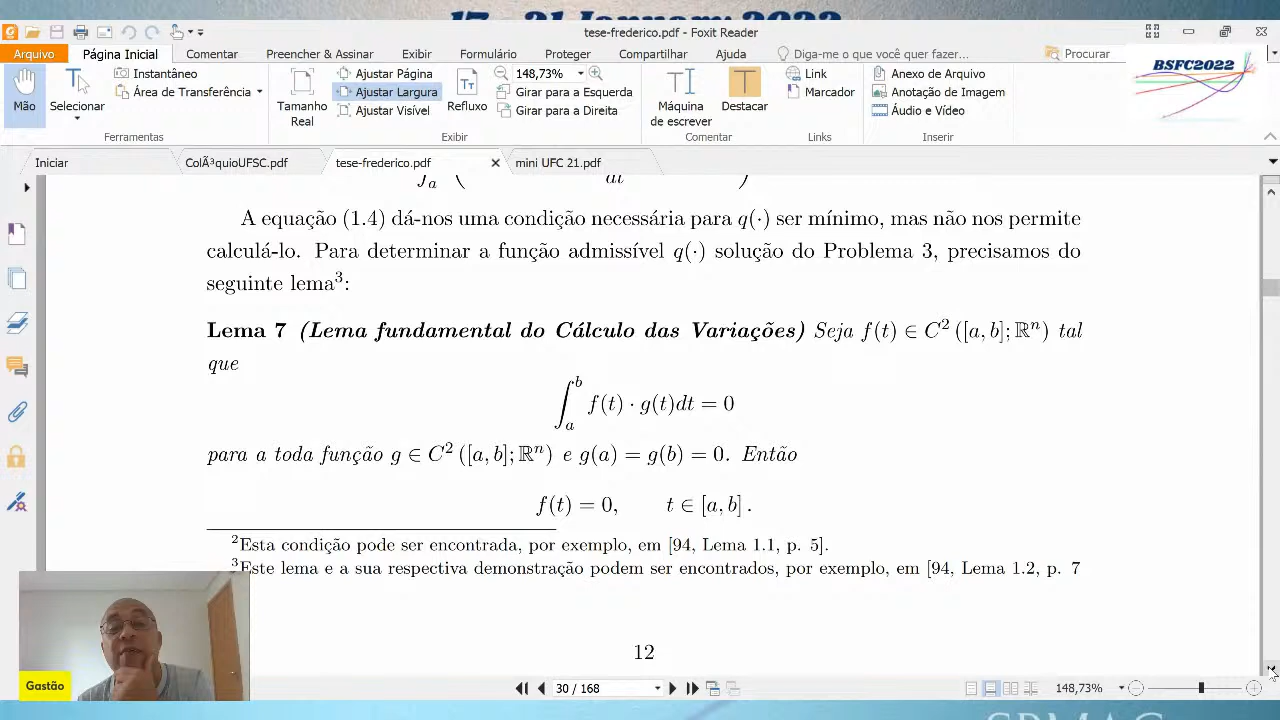 17 - 21 January 2022
tese-frederico.pdf - Foxit Reader
Arquivo Página Inicial Comentar Preencher & Assinar Exibir Formulário Proteger Compartilhar Ajuda Diga-me o que você quer fazer... Procurar
BSFC2022
Mão
Selecionar
Instantâneo
Área de Transferência
Ferramentas
Tamanho
Real
Ajustar Página
Ajustar Largura
Ajustar Visível
Refluxo
148,73%
Girar para a Esquerda
Girar para a Direita
Exibir
Máquina
de escrever
Destacar
Comentar
Link
Marcador
Links
Anexo de Arquivo
Anotação de Imagem
Áudio e Vídeo
Inserir
Iniciar ColÃ³quioUFSC.pdf tese-frederico.pdf mini UFC 21.pdf
∫a ( dt )
A equação (1.4) dá-nos uma condição necessária para q(·) ser mínimo, mas não nos permite
calculá-lo. Para determinar a função admissível q(·) solução do Problema 3, precisamos do
seguinte lema³:
Lema 7 (Lema fundamental do Cálculo das Variações) Seja f(t) ∈ C² ([a, b]; ℝⁿ) tal
que
∫ₐᵇ f(t) · g(t)dt = 0
para a toda função g ∈ C² ([a, b]; ℝⁿ) e g(a) = g(b) = 0. Então
f(t) = 0, t ∈ [a, b] .
²Esta condição pode ser encontrada, por exemplo, em [94, Lema 1.1, p. 5].
³Este lema e a sua respectiva demonstração podem ser encontrados, por exemplo, em [94, Lema 1.2, p. 7
12
Gastão
30 / 168
148,73%